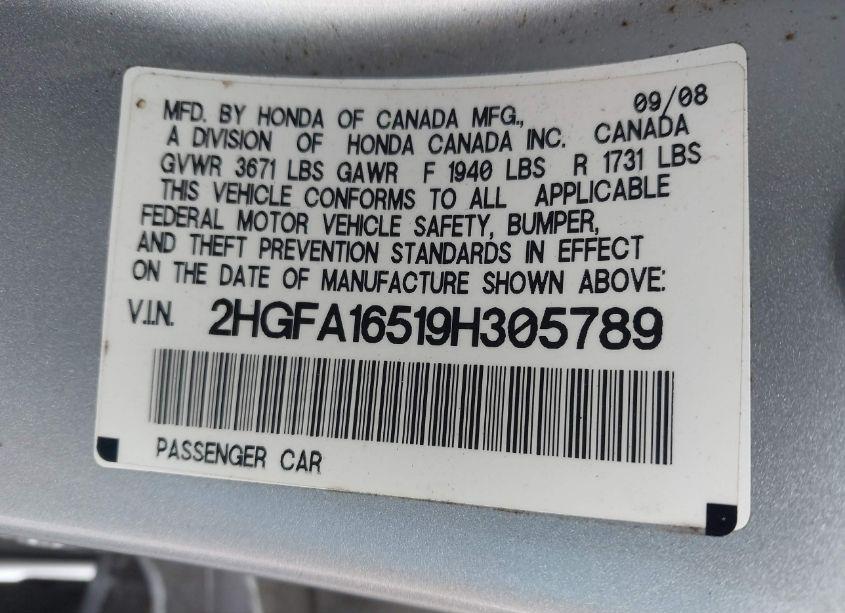 09/08
MFD. BY HONDA OF CANADA MFG.,
A DIVISION OF HONDA CANADA INC. CANADA
GVWR 3671 LBS GAWR F 1940 LBS R 1731 LBS
THIS VEHICLE CONFORMS TO ALL APPLICABLE
FEDERAL MOTOR VEHICLE SAFETY, BUMPER,
AND THEFT PREVENTION STANDARDS IN EFFECT
ON THE DATE OF MANUFACTURE SHOWN ABOVE:
V.I.N. 2HGFA16519H305789
PASSENGER CAR